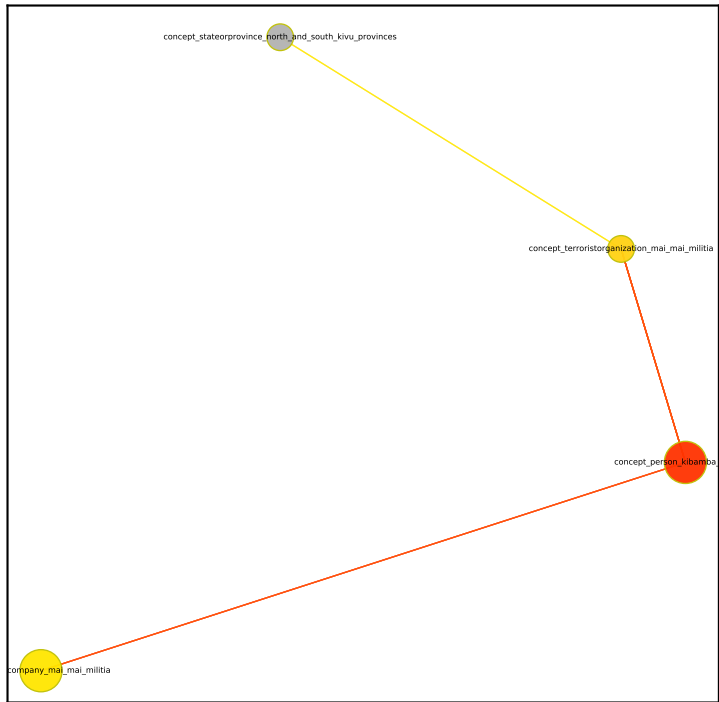 concept_stateorprovince_north_and_south_kivu_provinces
concept_terroristorganization_mai_mai_militia
concept_person_kibamba_
company_mai_mai_militia